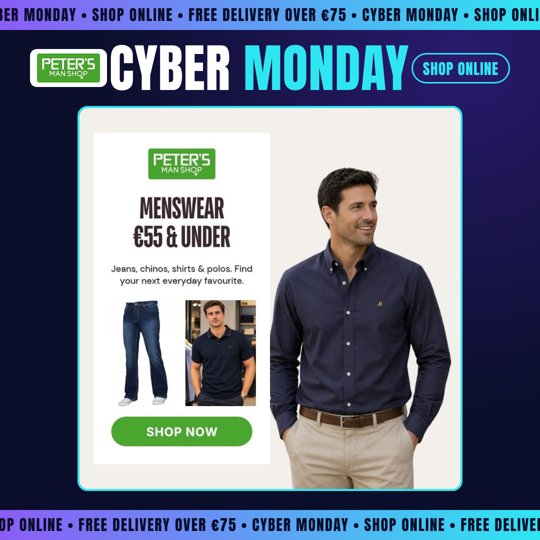 BER MONDAY • SHOP ONLINE • FREE DELIVERY OVER €75 • CYBER MONDAY • SHOP ONLI
PETER'S
MAN SHOP
CYBER MONDAY
SHOP ONLINE
PETER'S
MAN SHOP
MENSWEAR
€55 & UNDER
Jeans, chinos, shirts & polos. Find
your next everyday favourite.
SHOP NOW
OP ONLINE • FREE DELIVERY OVER €75 • CYBER MONDAY • SHOP ONLINE • FREE DELIVE